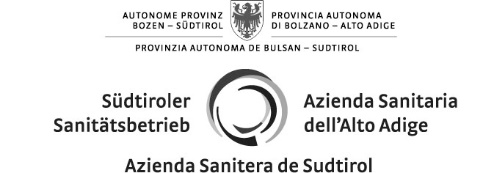 AUTONOME PROVINZ
BOZEN – SÜDTIROL
PROVINCIA AUTONOMA
DI BOLZANO – ALTO ADIGE
PROVINZIA AUTONOMA DE BULSAN – SUDTIROL
Südtiroler
Sanitätsbetrieb
Azienda Sanitaria
dell'Alto Adige
Azienda Sanitera de Sudtirol